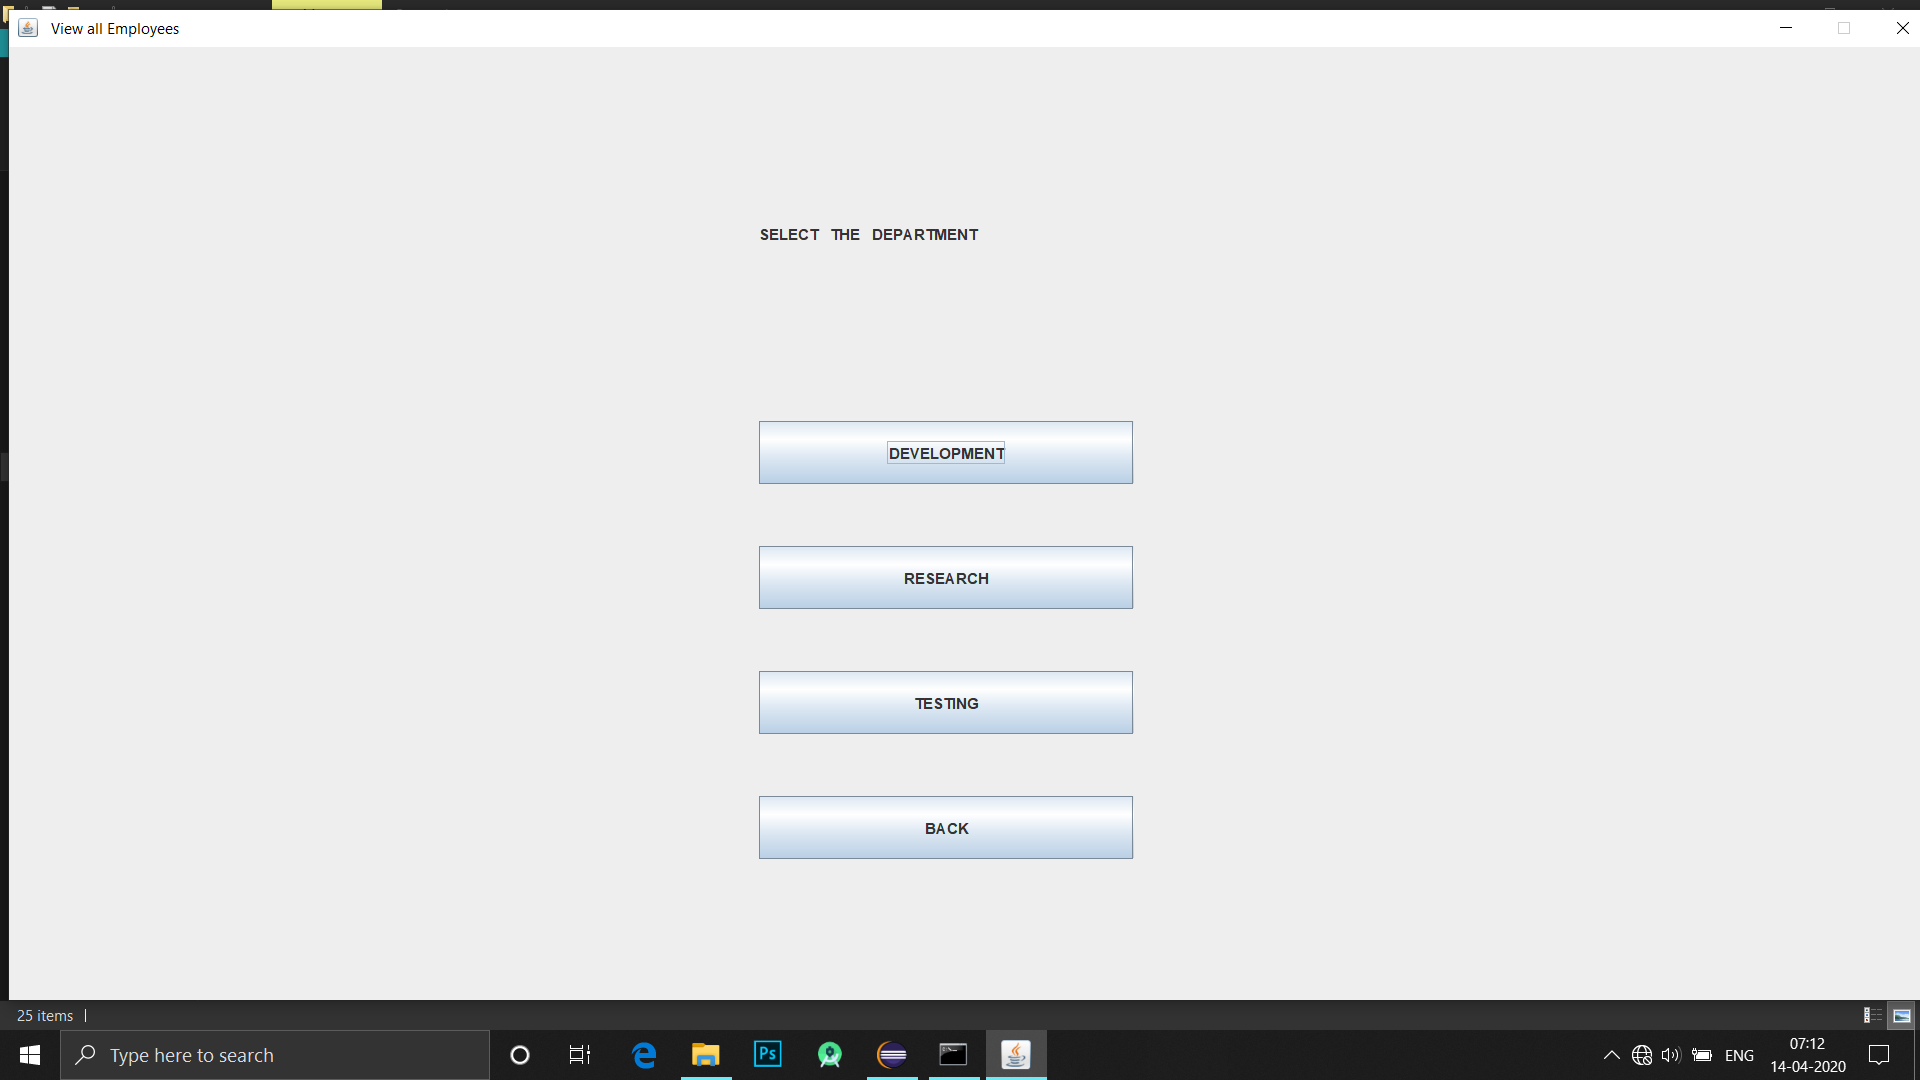 View all Employees
SELECT THE DEPARTMENT
DEVELOPMENT
RESEARCH
TESTING
BACK
25 items
Type here to search
Ps
ENG
07:12
14-04-2020